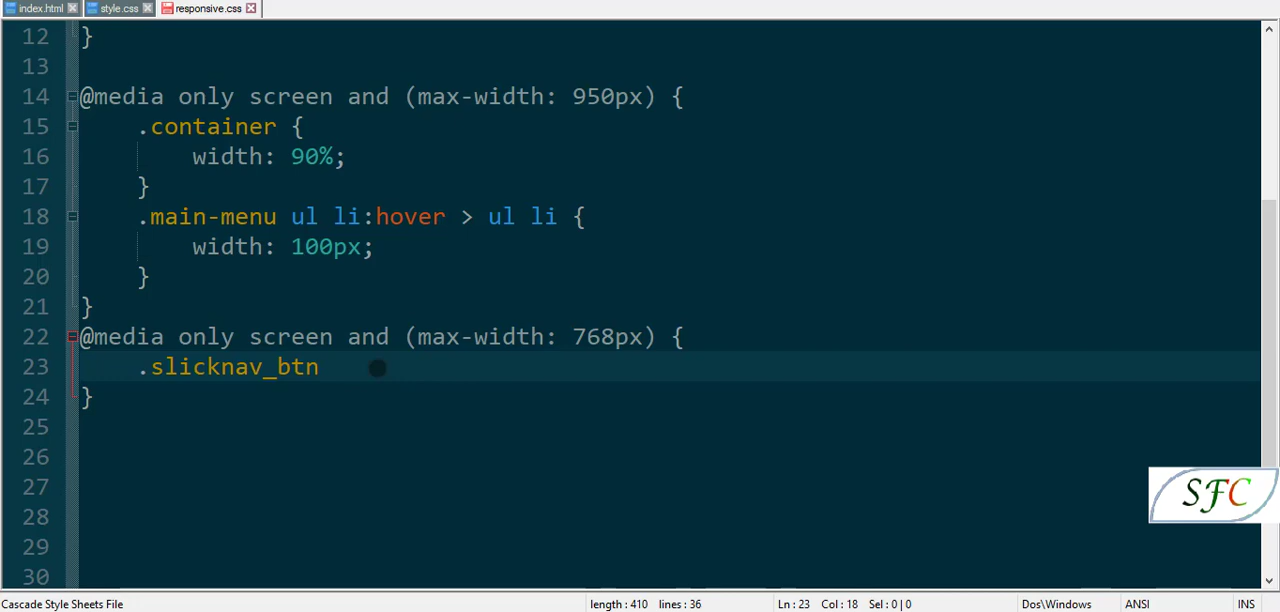 index.html style.css responsive.css
12 }
13
14 @media only screen and (max-width: 950px) {
15 .container {
16 width: 90%;
17 }
18 .main-menu ul li:hover > ul li {
19 width: 100px;
20 }
21 }
22 @media only screen and (max-width: 768px) {
23 .slicknav_btn
24 }
25
26
27
28
29
30
SFC
Cascade Style Sheets File length : 410 lines : 36 Ln : 23 Col : 18 Sel : 0 | 0 Dos\Windows ANSI INS